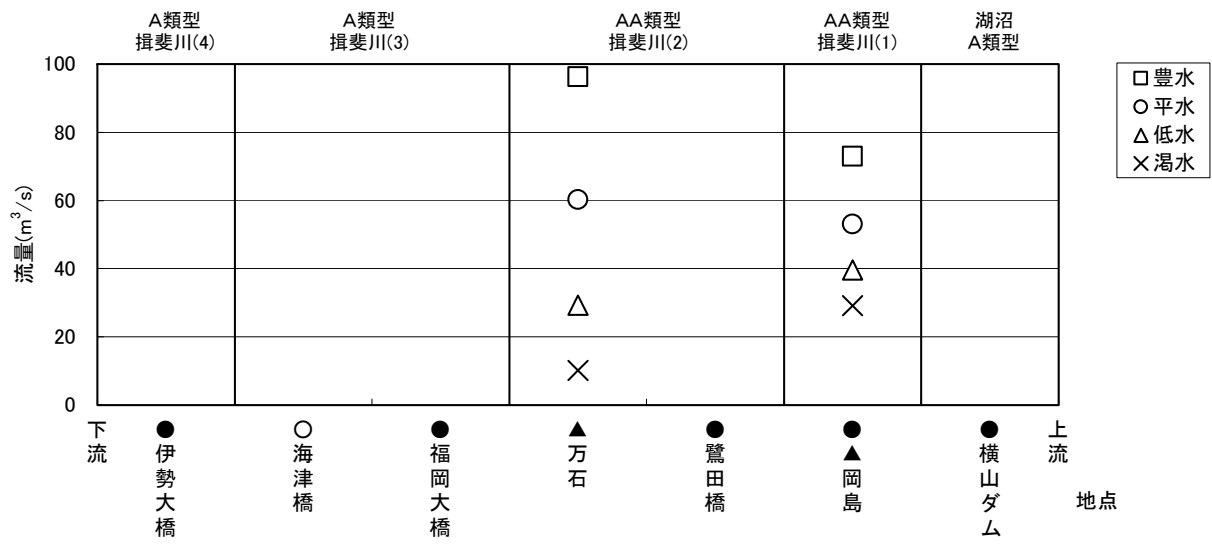 A類型
揖斐川(4)
A類型
揖斐川(3)
AA類型
揖斐川(2)
AA類型
揖斐川(1)
湖沼
A類型
流量(m³/s)
100
80
60
40
20
0
豊水
平水
低水
渇水
下流
伊勢大橋
海津橋
福岡大橋
万石
鷺田橋
岡島
横山ダム
上流
地点